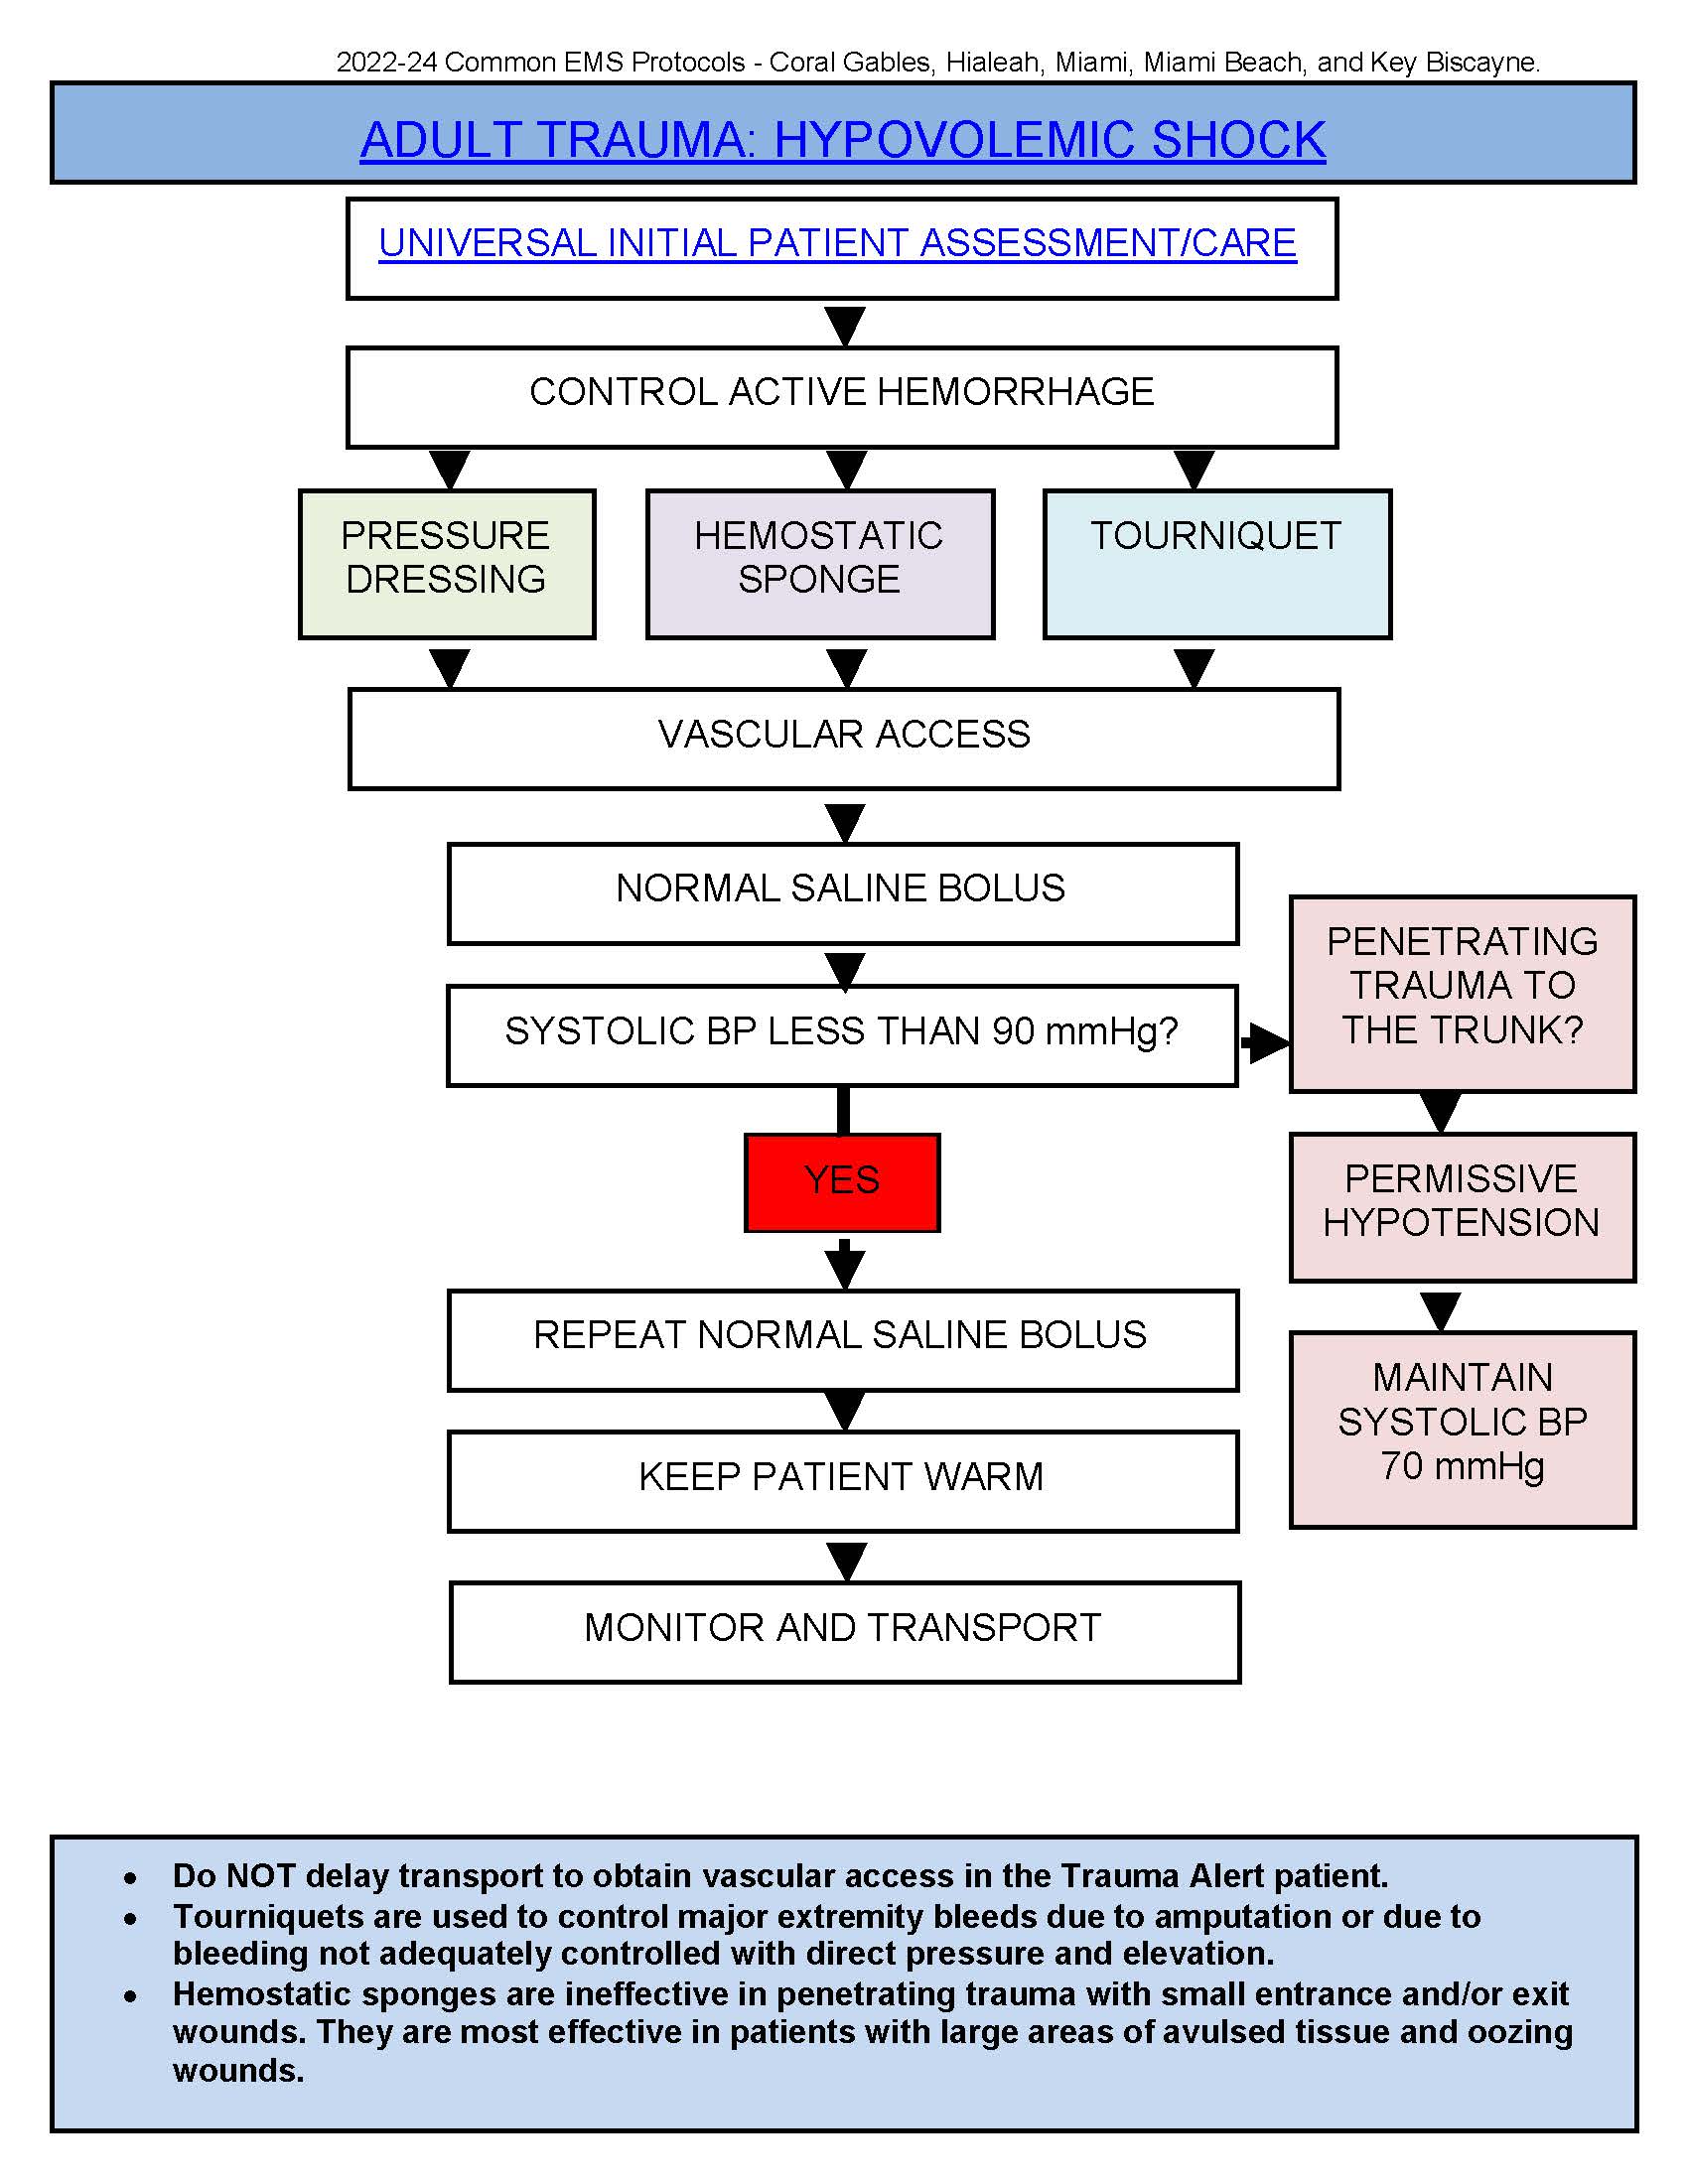 2022-24 Common EMS Protocols - Coral Gables, Hialeah, Miami, Miami Beach, and Key Biscayne.
ADULT TRAUMA: HYPOVOLEMIC SHOCK
UNIVERSAL INITIAL PATIENT ASSESSMENT/CARE
CONTROL ACTIVE HEMORRHAGE
PRESSURE
DRESSING
HEMOSTATIC
SPONGE
TOURNIQUET
VASCULAR ACCESS
NORMAL SALINE BOLUS
SYSTOLIC BP LESS THAN 90 mmHg?
PENETRATING
TRAUMA TO
THE TRUNK?
YES
PERMISSIVE
HYPOTENSION
REPEAT NORMAL SALINE BOLUS
MAINTAIN
SYSTOLIC BP
70 mmHg
KEEP PATIENT WARM
MONITOR AND TRANSPORT
• Do NOT delay transport to obtain vascular access in the Trauma Alert patient.
• Tourniquets are used to control major extremity bleeds due to amputation or due to
bleeding not adequately controlled with direct pressure and elevation.
• Hemostatic sponges are ineffective in penetrating trauma with small entrance and/or exit
wounds. They are most effective in patients with large areas of avulsed tissue and oozing
wounds.